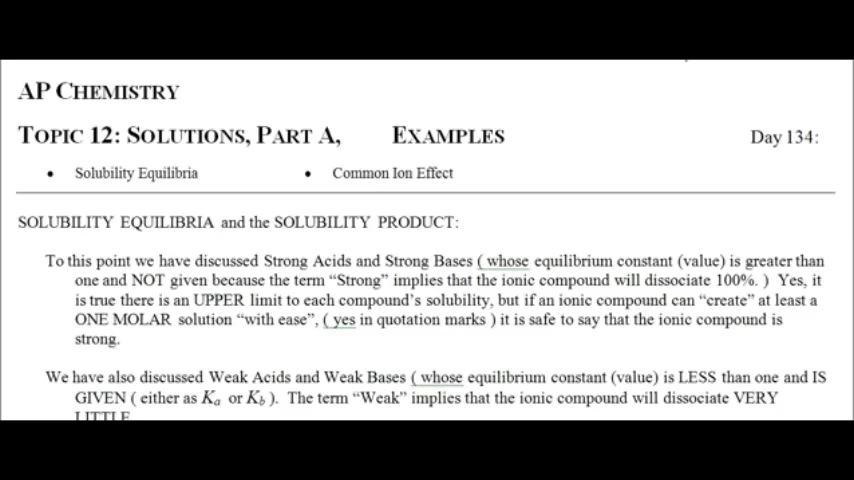 AP CHEMISTRY
TOPIC 12: SOLUTIONS, PART A, EXAMPLES Day 134:
• Solubility Equilibria • Common Ion Effect
SOLUBILITY EQUILIBRIA and the SOLUBILITY PRODUCT:
To this point we have discussed Strong Acids and Strong Bases ( whose equilibrium constant (value) is greater than
one and NOT given because the term “Strong” implies that the ionic compound will dissociate 100%. ) Yes, it
is true there is an UPPER limit to each compound’s solubility, but if an ionic compound can “create” at least a
ONE MOLAR solution “with ease”, ( yes in quotation marks ) it is safe to say that the ionic compound is
strong.
We have also discussed Weak Acids and Weak Bases ( whose equilibrium constant (value) is LESS than one and IS
GIVEN ( either as Ka or Kb ). The term “Weak” implies that the ionic compound will dissociate VERY
LITTLE